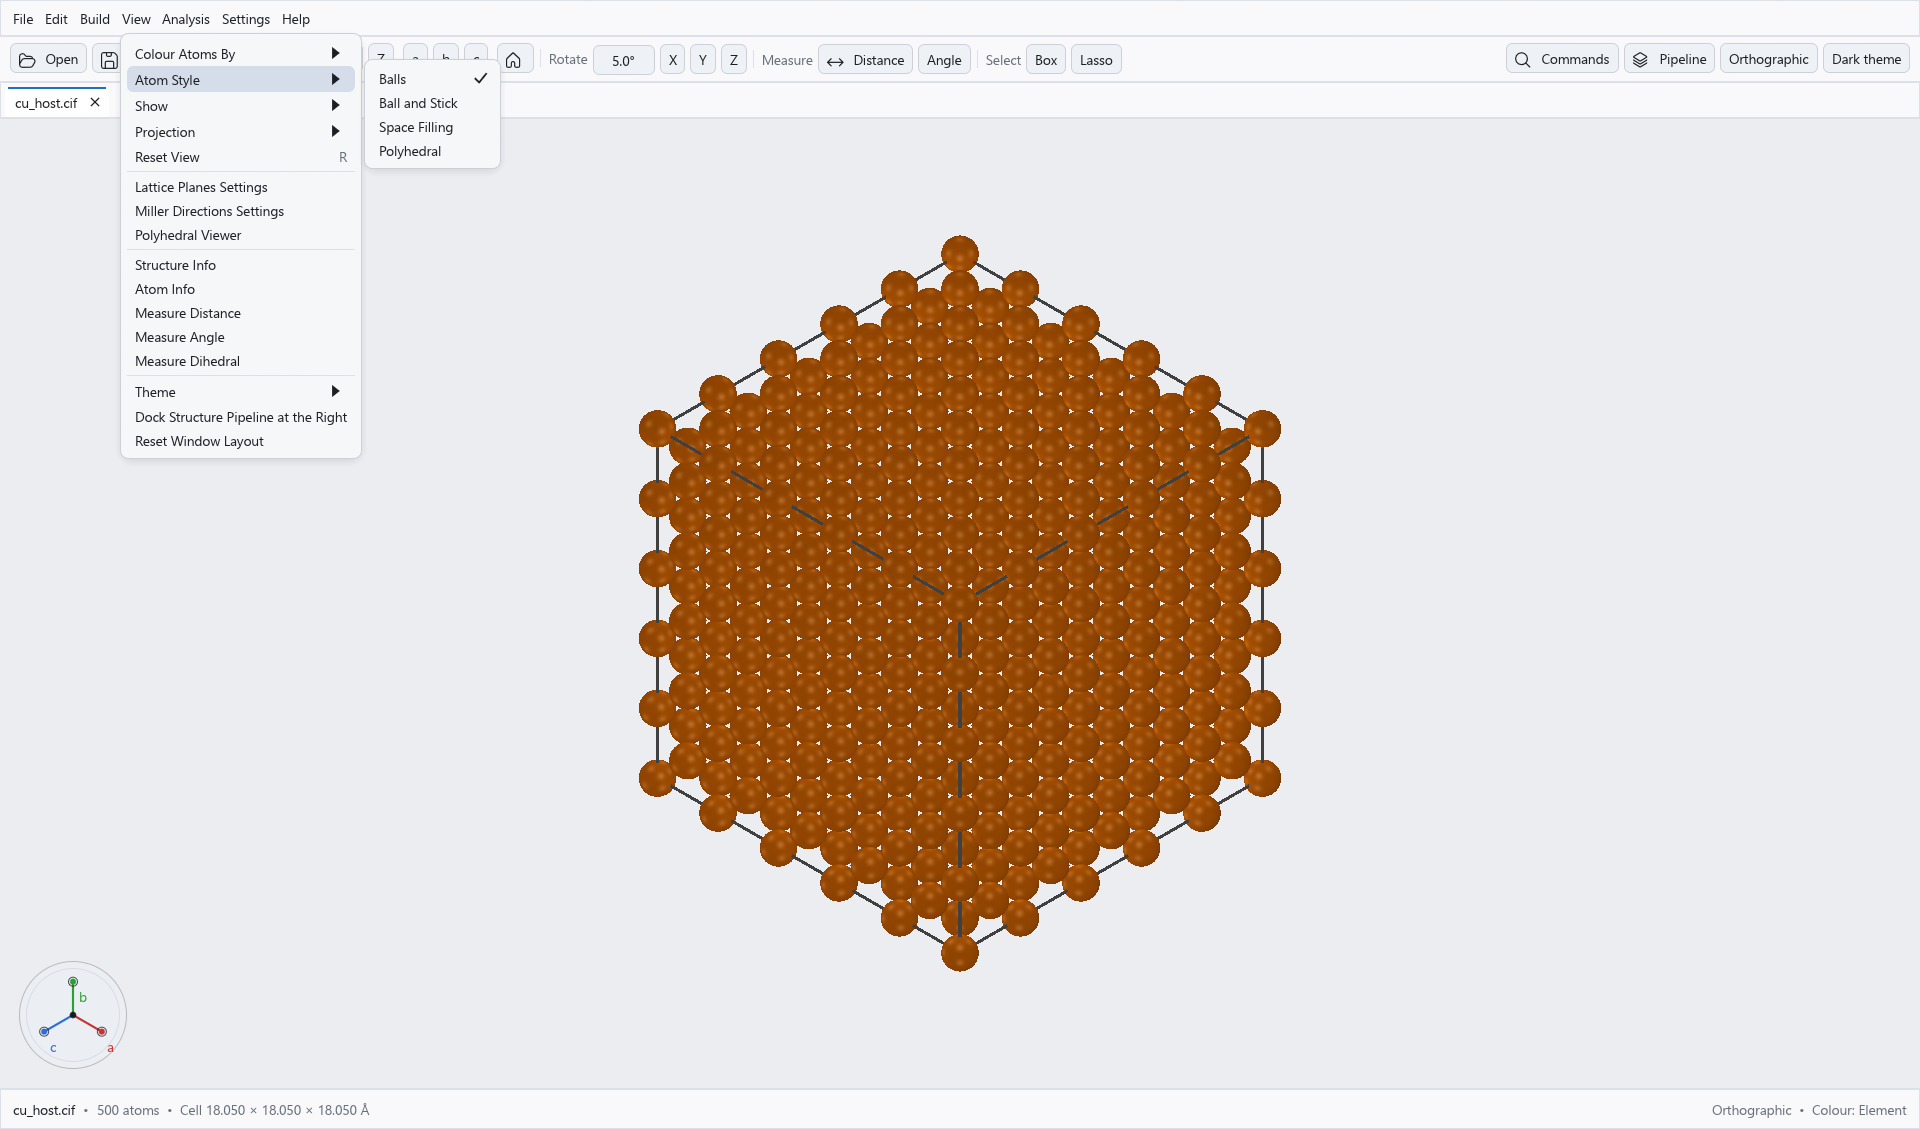 File Edit Build View Analysis Settings Help
Open Rotate 5.0° X Y Z Measure Distance Angle Select Box Lasso Commands Pipeline Orthographic Dark theme
cu_host.cif
Colour Atoms By
Atom Style
Show
Projection
Reset View R
Lattice Planes Settings
Miller Directions Settings
Polyhedral Viewer
Structure Info
Atom Info
Measure Distance
Measure Angle
Measure Dihedral
Theme
Dock Structure Pipeline at the Right
Reset Window Layout
Balls
Ball and Stick
Space Filling
Polyhedral
b
c a
cu_host.cif • 500 atoms • Cell 18.050 × 18.050 × 18.050 Å Orthographic • Colour: Element